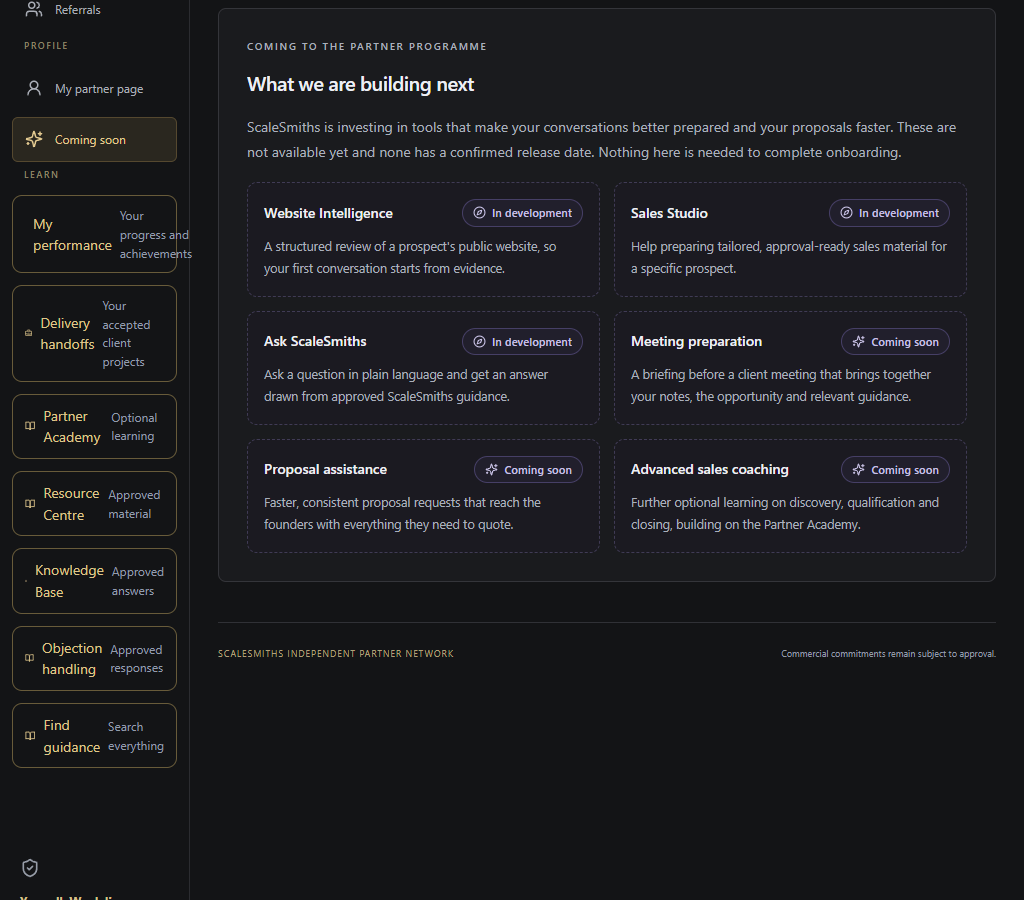 Referrals
PROFILE
My partner page
Coming soon
LEARN
My
performance
Your
progress and
achievements
Delivery
handoffs
Your
accepted
client
projects
Partner
Academy
Optional
learning
Resource
Centre
Approved
material
Knowledge
Base
Approved
answers
Objection
handling
Approved
responses
Find
guidance
Search
everything
COMING TO THE PARTNER PROGRAMME
What we are building next
ScaleSmiths is investing in tools that make your conversations better prepared and your proposals faster. These are
not available yet and none has a confirmed release date. Nothing here is needed to complete onboarding.
Website Intelligence
In development
A structured review of a prospect's public website, so
your first conversation starts from evidence.
Sales Studio
In development
Help preparing tailored, approval-ready sales material for
a specific prospect.
Ask ScaleSmiths
In development
Ask a question in plain language and get an answer
drawn from approved ScaleSmiths guidance.
Meeting preparation
Coming soon
A briefing before a client meeting that brings together
your notes, the opportunity and relevant guidance.
Proposal assistance
Coming soon
Faster, consistent proposal requests that reach the
founders with everything they need to quote.
Advanced sales coaching
Coming soon
Further optional learning on discovery, qualification and
closing, building on the Partner Academy.
SCALESMITHS INDEPENDENT PARTNER NETWORK
Commercial commitments remain subject to approval.